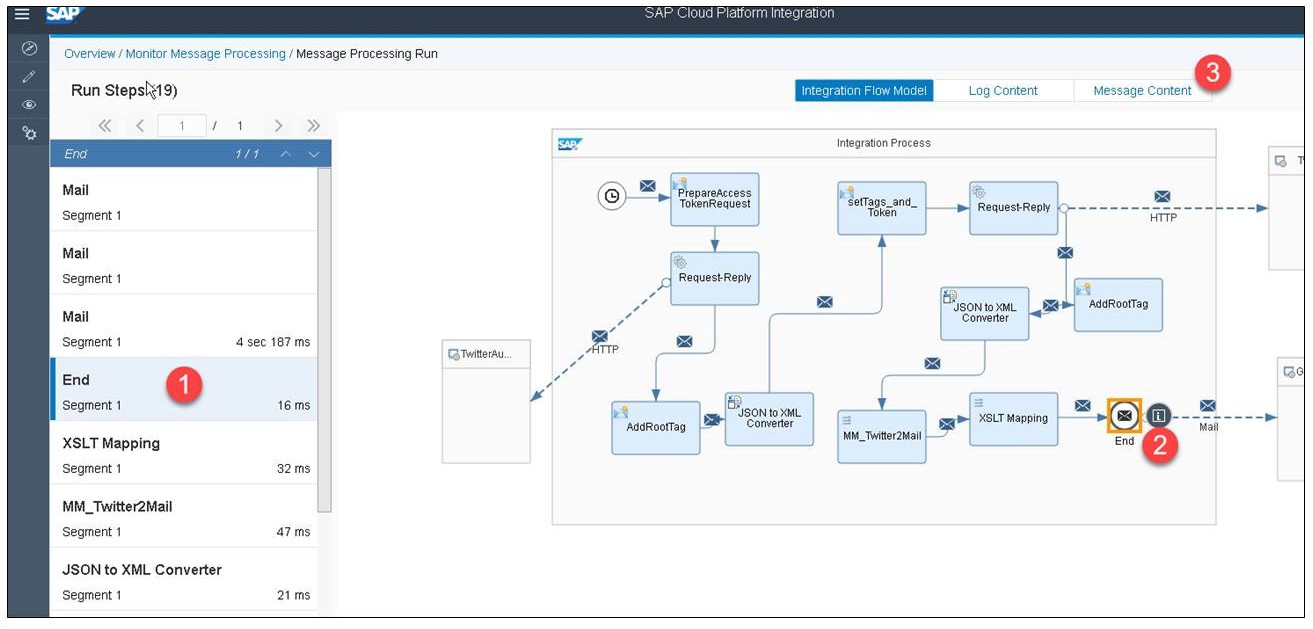 SAP
SAP Cloud Platform Integration
Overview / Monitor Message Processing / Message Processing Run
Run Steps (19)
Integration Flow Model
Log Content
Message Content
3
1 / 1
End 1 / 1
Mail
Segment 1
Mail
Segment 1
Mail
Segment 1 4 sec 187 ms
End
Segment 1 16 ms
1
XSLT Mapping
Segment 1 32 ms
MM_Twitter2Mail
Segment 1 47 ms
JSON to XML Converter
Segment 1 21 ms
SAP
Integration Process
PrepareAccess
TokenRequest
setTags_and_
Token
Request-Reply
HTTP
Request-Reply
HTTP
TwitterAu...
AddRootTag
JSON to XML
Converter
JSON to XML
Converter
AddRootTag
MM_Twitter2Mail
XSLT Mapping
End
2
Mail